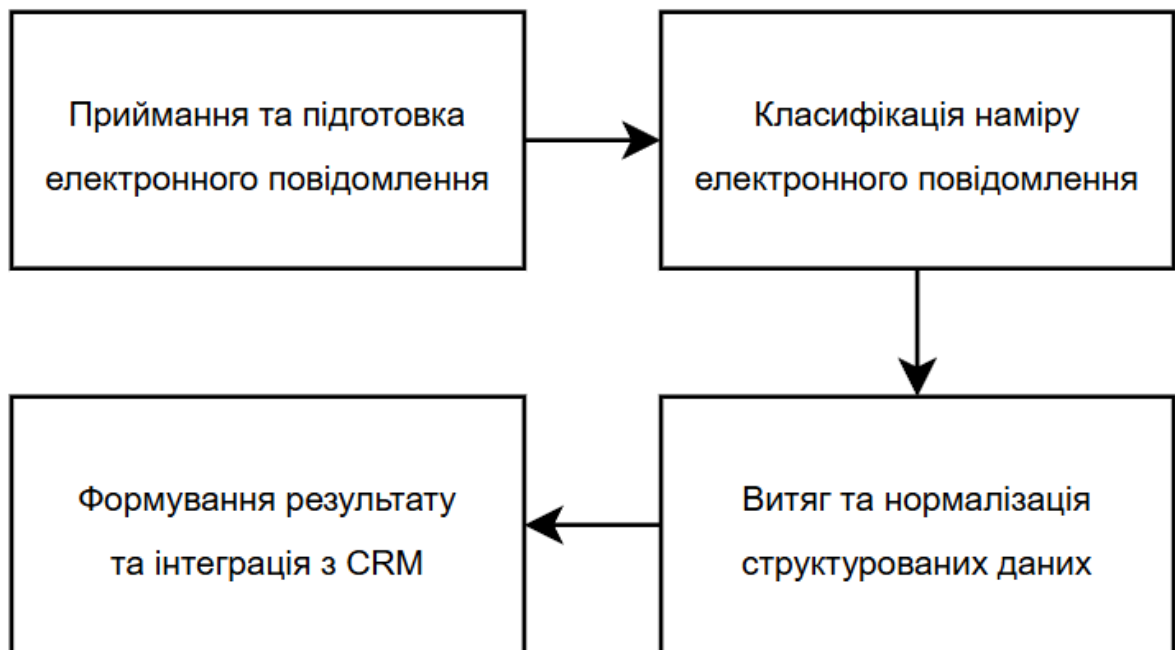 Приймання та підготовка
електронного повідомлення
Класифікація наміру
електронного повідомлення
Витяг та нормалізація
структурованих даних
Формування результату
та інтеграція з CRM